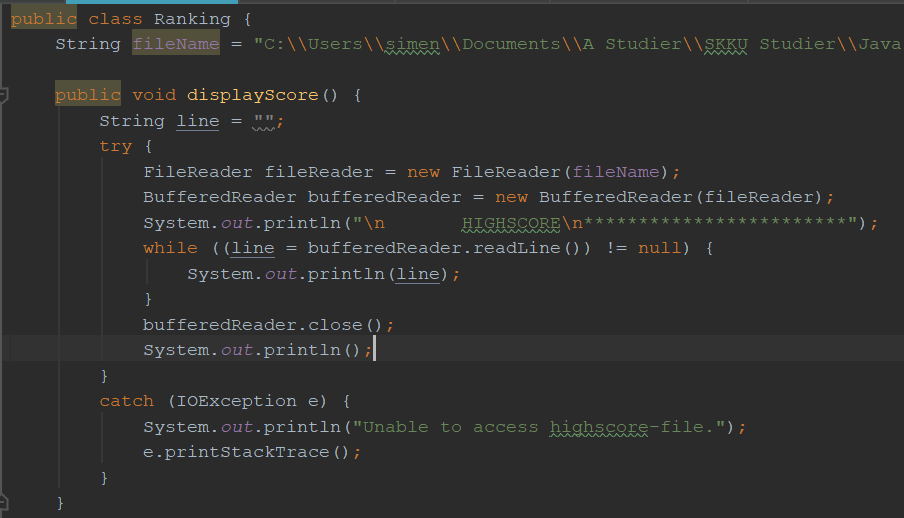 public class Ranking {
    String fileName = "C:\\Users\\simen\\Documents\\A Studier\\SKKU Studier\\Java
    public void displayScore() {
        String line = "";
        try {
            FileReader fileReader = new FileReader(fileName);
            BufferedReader bufferedReader = new BufferedReader(fileReader);
            System.out.println("\n       HIGHSCORE\n************************");
            while ((line = bufferedReader.readLine()) != null) {
                System.out.println(line);
            }
            bufferedReader.close();
            System.out.println();
        }
        catch (IOException e) {
            System.out.println("Unable to access highscore-file.");
            e.printStackTrace();
        }
    }